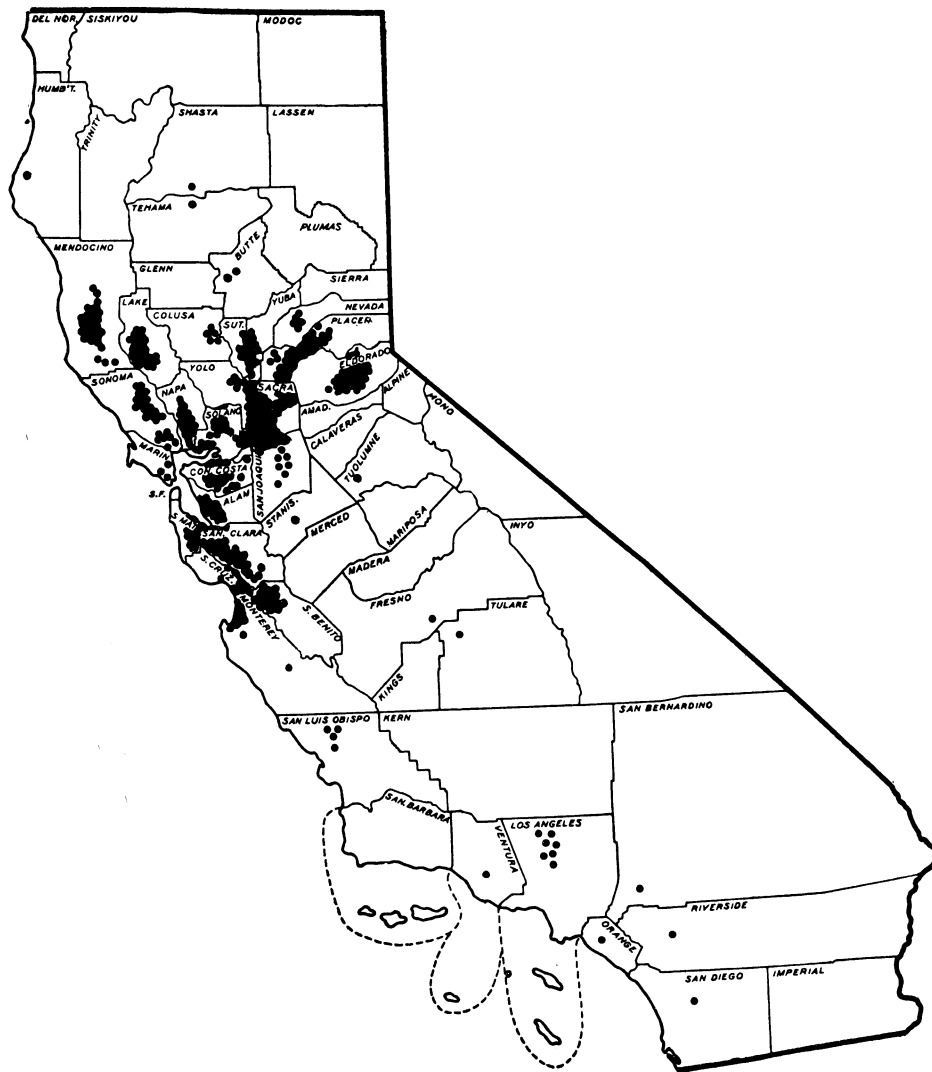 DEL NOR.
SISKIYOU
MODOC
HUMB'T.
TRINITY
SHASTA
LASSEN
TEHAMA
PLUMAS
BUTTE
MENDOCINO
GLENN
SIERRA
LAKE
COLUSA
SUT.
YUBA
NEVADA
PLACER
ELDORADO
SONOMA
NAPA
YOLO
SACRA
SOLANO
AMAD.
ALPINE
MONO
CALAVERAS
TUOLUMNE
MARIN
CON. COSTA
SAN JOAQUIN
S.F.
ALAM.
STANIS.
S. MAT.
SAN. CLARA
MERCED
MARIPOSA
INYO
S. CRUZ.
MADERA
FRESNO
TULARE
MONTEREY
S. BENITO
KINGS
SAN LUIS OBISPO
KERN
SAN BERNARDINO
SAN. BARBARA
VENTURA
LOS ANGELES
RIVERSIDE
ORANGE
SAN DIEGO
IMPERIAL